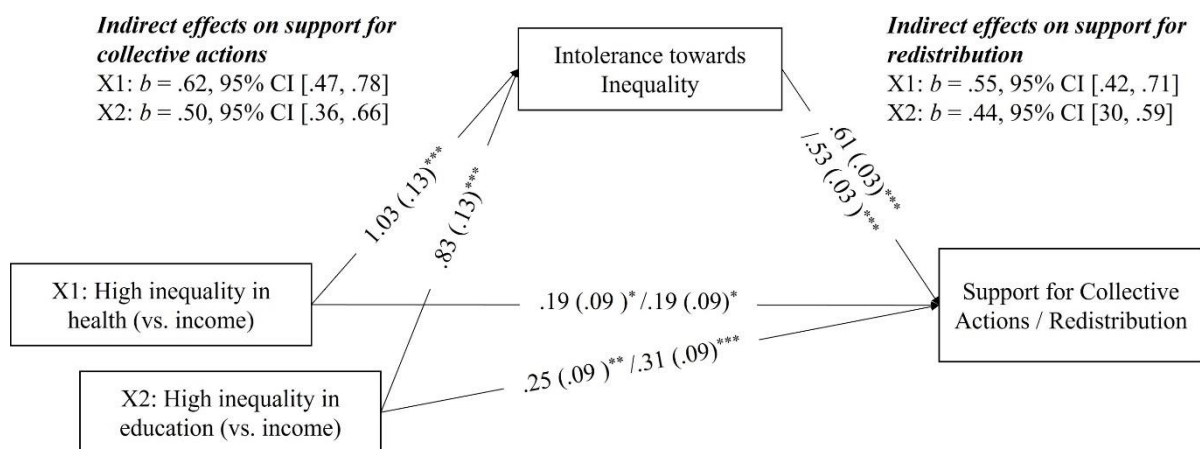 Indirect effects on support for
collective actions
X1: b = .62, 95% CI [.47, .78]
X2: b = .50, 95% CI [.36, .66]
Intolerance towards
Inequality
Indirect effects on support for
redistribution
X1: b = .55, 95% CI [.42, .71]
X2: b = .44, 95% CI [30, .59]
1.03 (.13)***
.83 (.13)***
.61 (.03)***
/.53 (.03 )***
X1: High inequality in
health (vs. income)
.19 (.09 )*/.19 (.09)*
Support for Collective
Actions / Redistribution
.25 (.09 )** /.31 (.09)***
X2: High inequality in
education (vs. income)